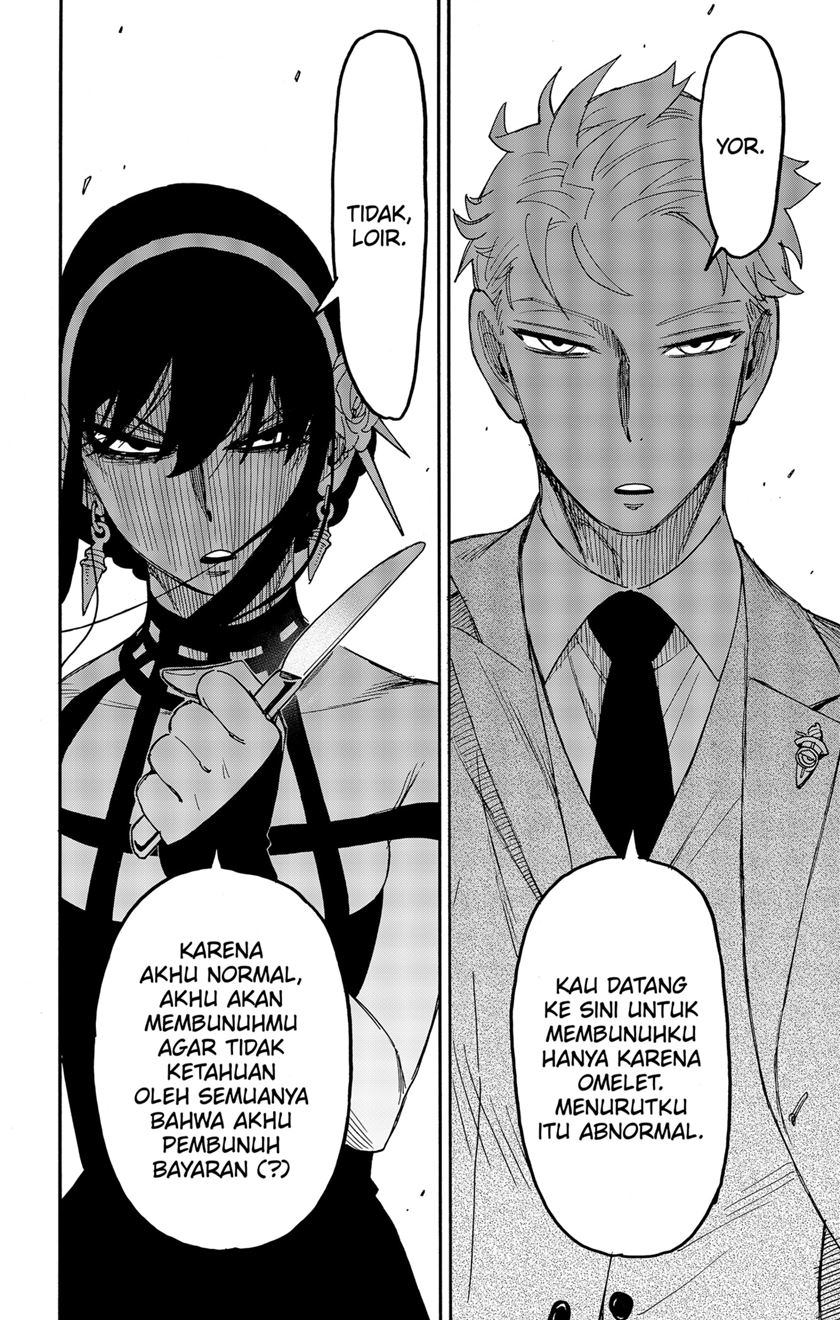 YOR.
KAU DATANG
KE SINI UNTUK
MEMBUNUHKU
HANYA KARENA
OMELET.
MENURUTKU
ITU ABNORMAL.
TIDAK,
LOIR.
KARENA
AKHU NORMAL,
AKHU AKAN
MEMBUNUHMU
AGAR TIDAK
KETAHUAN
OLEH SEMUANYA
BAHWA AKHU
PEMBUNUH
BAYARAN (?)